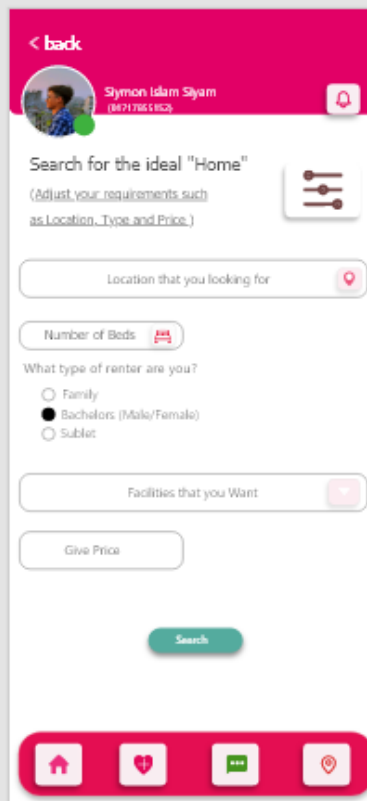 < back
Siymon Islam Siyam
Search for the ideal "Home"
(Adjust your requirements such
as Location, Type and Price )
Location that you looking for
Number of Beds
What type of renter are you?
Family
Bachelors (Male/Female)
Sublet
Facilities that you Want
Give Price
Search